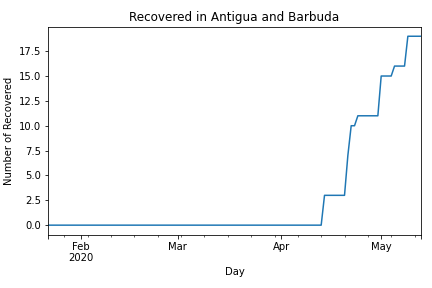 Recovered in Antigua and Barbuda
Number of Recovered
17.5
15.0
12.5
10.0
7.5
5.0
2.5
0.0
Feb
2020
Mar
Apr
May
Day